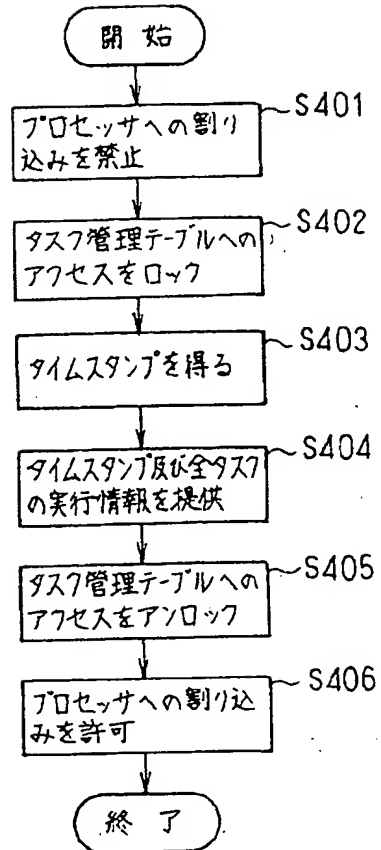 開始
S401
プロセッサへの割り
込みを禁止
S402
タスク管理テーブルへの
アクセスをロック
S403
タイムスタンプを得る
S404
タイムスタンプ及び全タスク
の実行情報を提供
S405
タスク管理テーブルへの
アクセスをアンロック
S406
プロセッサへの割り込
みを許可
終了